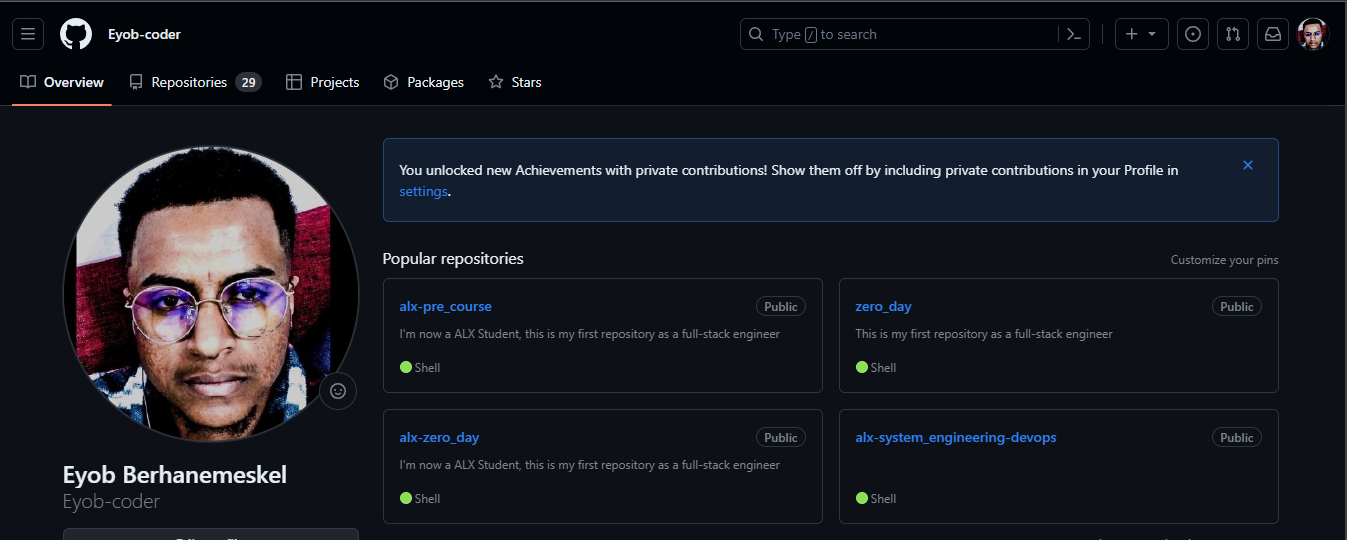 Eyob-coder
Type / to search
Overview
Repositories 29
Projects
Packages
Stars
You unlocked new Achievements with private contributions! Show them off by including private contributions in your Profile in
settings.
Popular repositories
Customize your pins
alx-pre_course
Public
I'm now a ALX Student, this is my first repository as a full-stack engineer
Shell
zero_day
Public
This is my first repository as a full-stack engineer
Shell
alx-zero_day
Public
I'm now a ALX Student, this is my first repository as a full-stack engineer
Shell
alx-system_engineering-devops
Public
Shell
Eyob Berhanemeskel
Eyob-coder